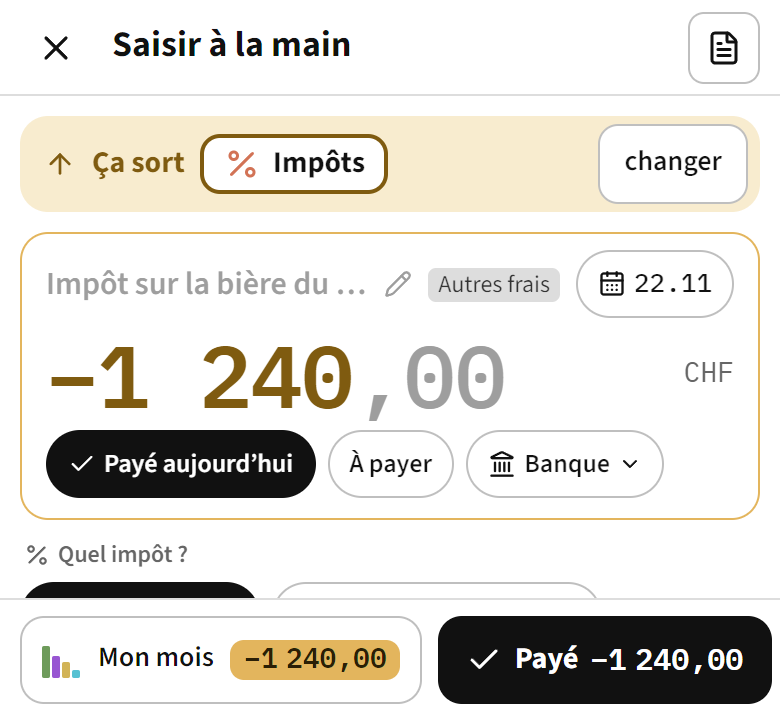 Saisir à la main
Ça sort % Impôts changer
Impôt sur la bière du … Autres frais 22.11
−1 240,00 CHF
Payé aujourd’hui À payer Banque
% Quel impôt ?
Mon mois −1 240,00 Payé −1 240,00